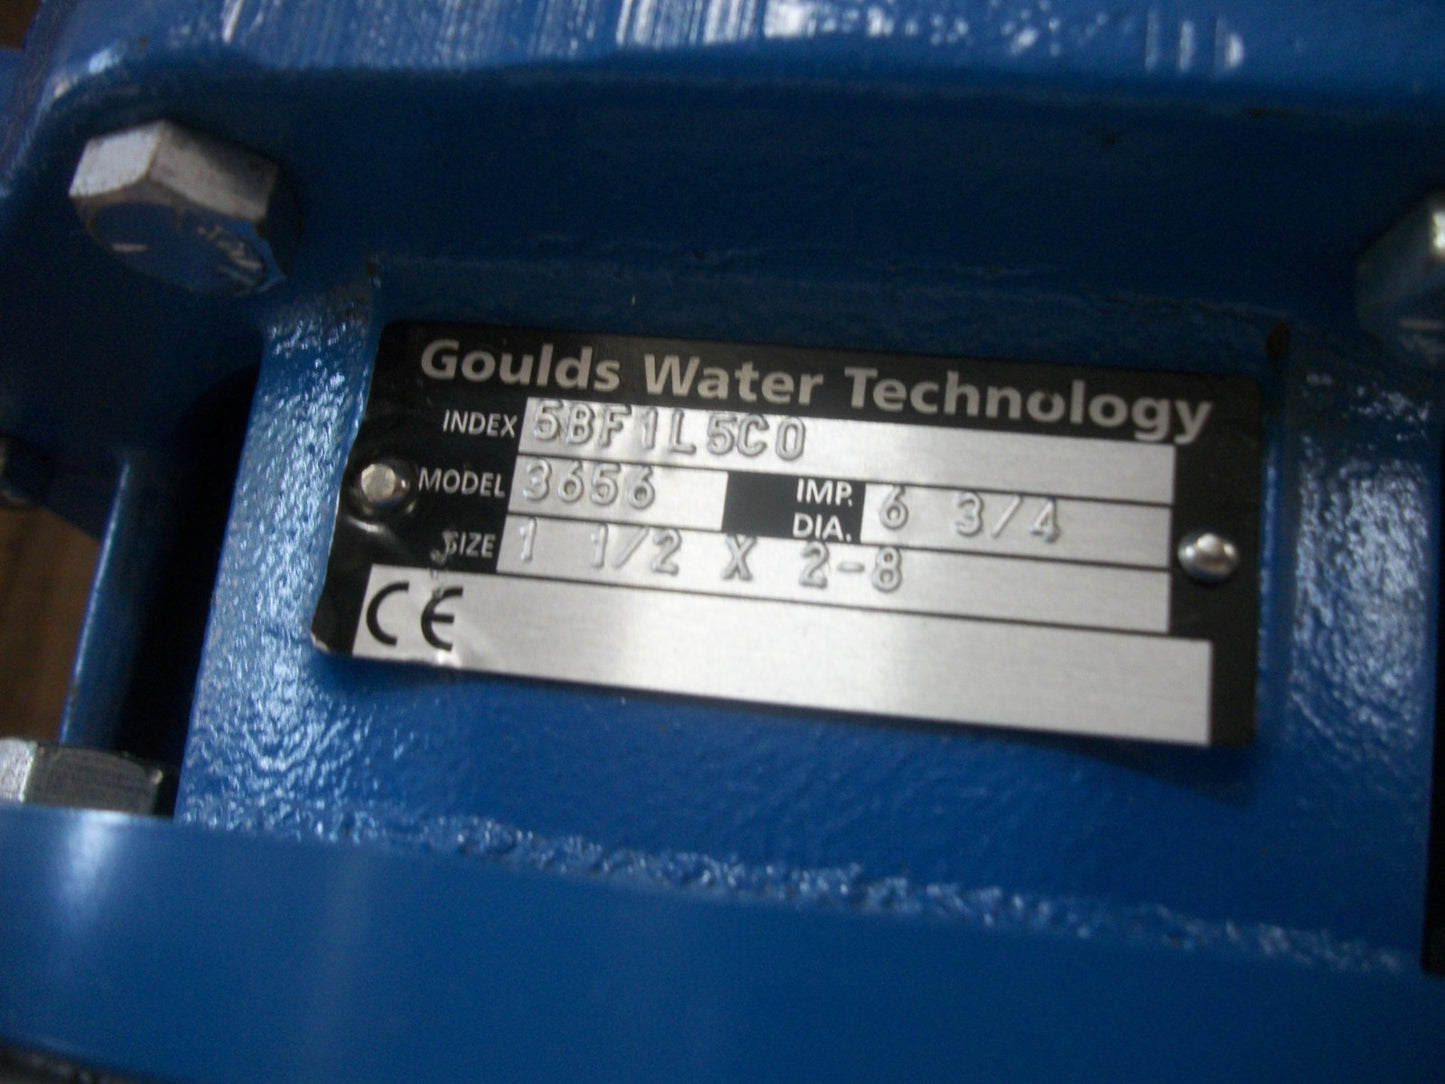 Goulds Water Technology
INDEX 5BF1L5C0
MODEL 3656 IMP. DIA. 6 3/4
SIZE 1 1/2 X 2-8
CE